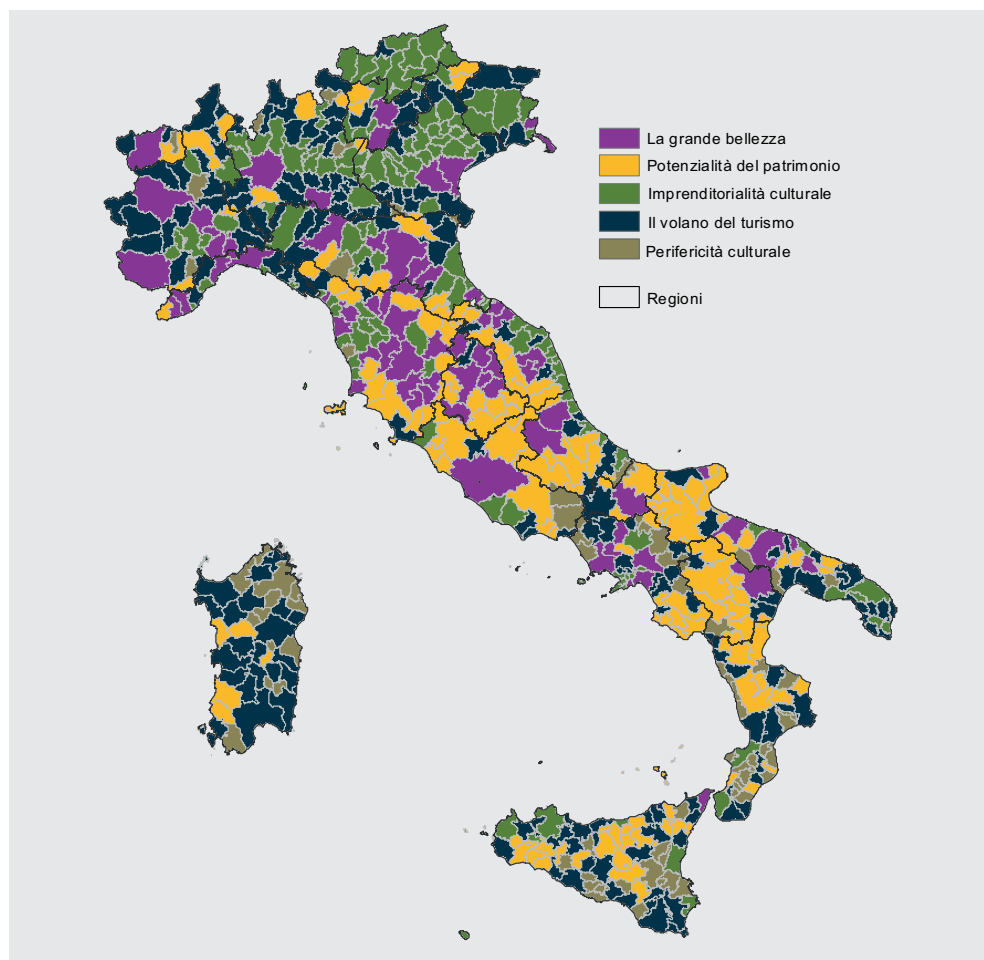 La grande bellezza
Potenzialità del patrimonio
Imprenditorialità culturale
Il volano del turismo
Perifericità culturale
Regioni